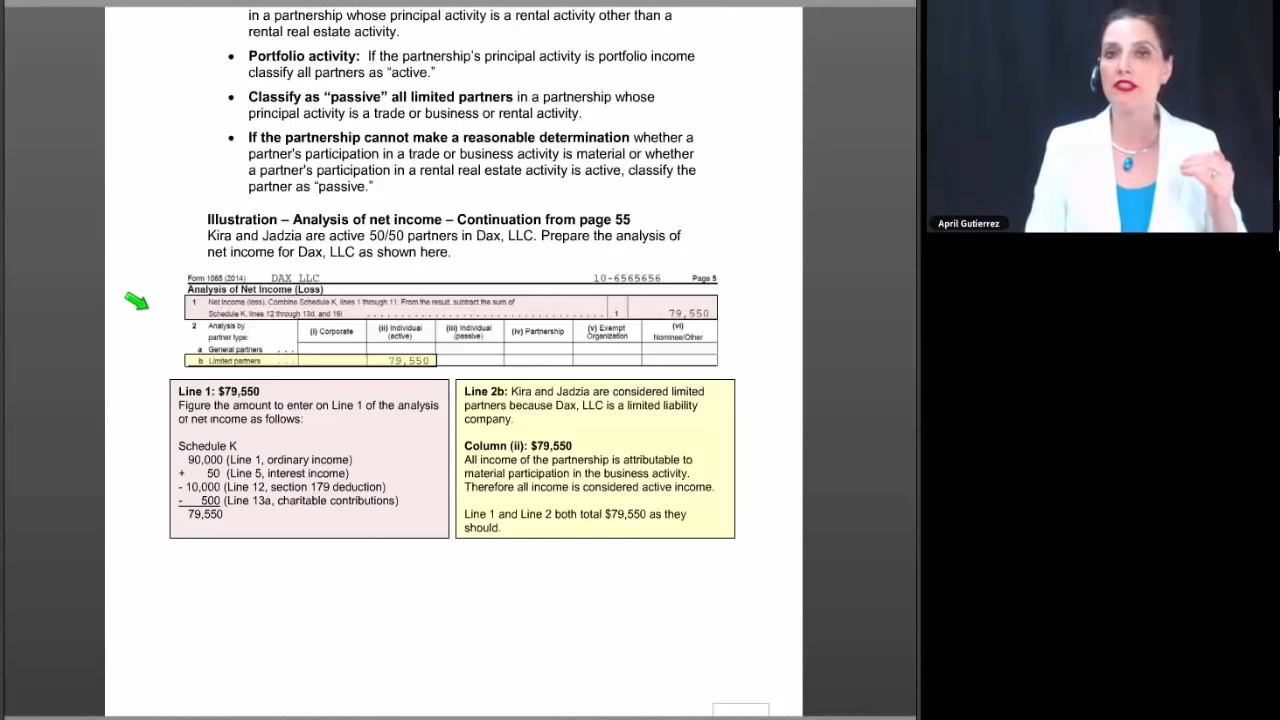 in a partnership whose principal activity is a rental activity other than a
rental real estate activity.
• Portfolio activity: If the partnership's principal activity is portfolio income
classify all partners as “active.”
• Classify as “passive” all limited partners in a partnership whose
principal activity is a trade or business or rental activity.
• If the partnership cannot make a reasonable determination whether a
partner's participation in a trade or business activity is material or whether
a partner's participation in a rental real estate activity is active, classify the
partner as “passive.”
Illustration – Analysis of net income – Continuation from page 55
Kira and Jadzia are active 50/50 partners in Dax, LLC. Prepare the analysis of
net income for Dax, LLC as shown here.
Form 1065 (2014) DAX LLC 10-6565656 Page 5
Analysis of Net Income (Loss)
1 Net income (loss). Combine Schedule K, lines 1 through 11. From the result, subtract the sum of
Schedule K, lines 12 through 13d, and 16l . . . . . . . . . . . . . . . . . . . . . . . . . . . . . 1 79,550
2 Analysis by
partner type:
(i) Corporate
(ii) Individual
(active)
(iii) Individual
(passive)
(iv) Partnership
(v) Exempt
Organization
(vi)
Nominee/Other
a General partners . . .
b Limited partners . . . 79,550
Line 1: $79,550
Figure the amount to enter on Line 1 of the analysis
of net income as follows:
Schedule K
90,000 (Line 1, ordinary income)
+ 50 (Line 5, interest income)
- 10,000 (Line 12, section 179 deduction)
- 500 (Line 13a, charitable contributions)
79,550
Line 2b: Kira and Jadzia are considered limited
partners because Dax, LLC is a limited liability
company.
Column (ii): $79,550
All income of the partnership is attributable to
material participation in the business activity.
Therefore all income is considered active income.
Line 1 and Line 2 both total $79,550 as they
should.
April Gutierrez